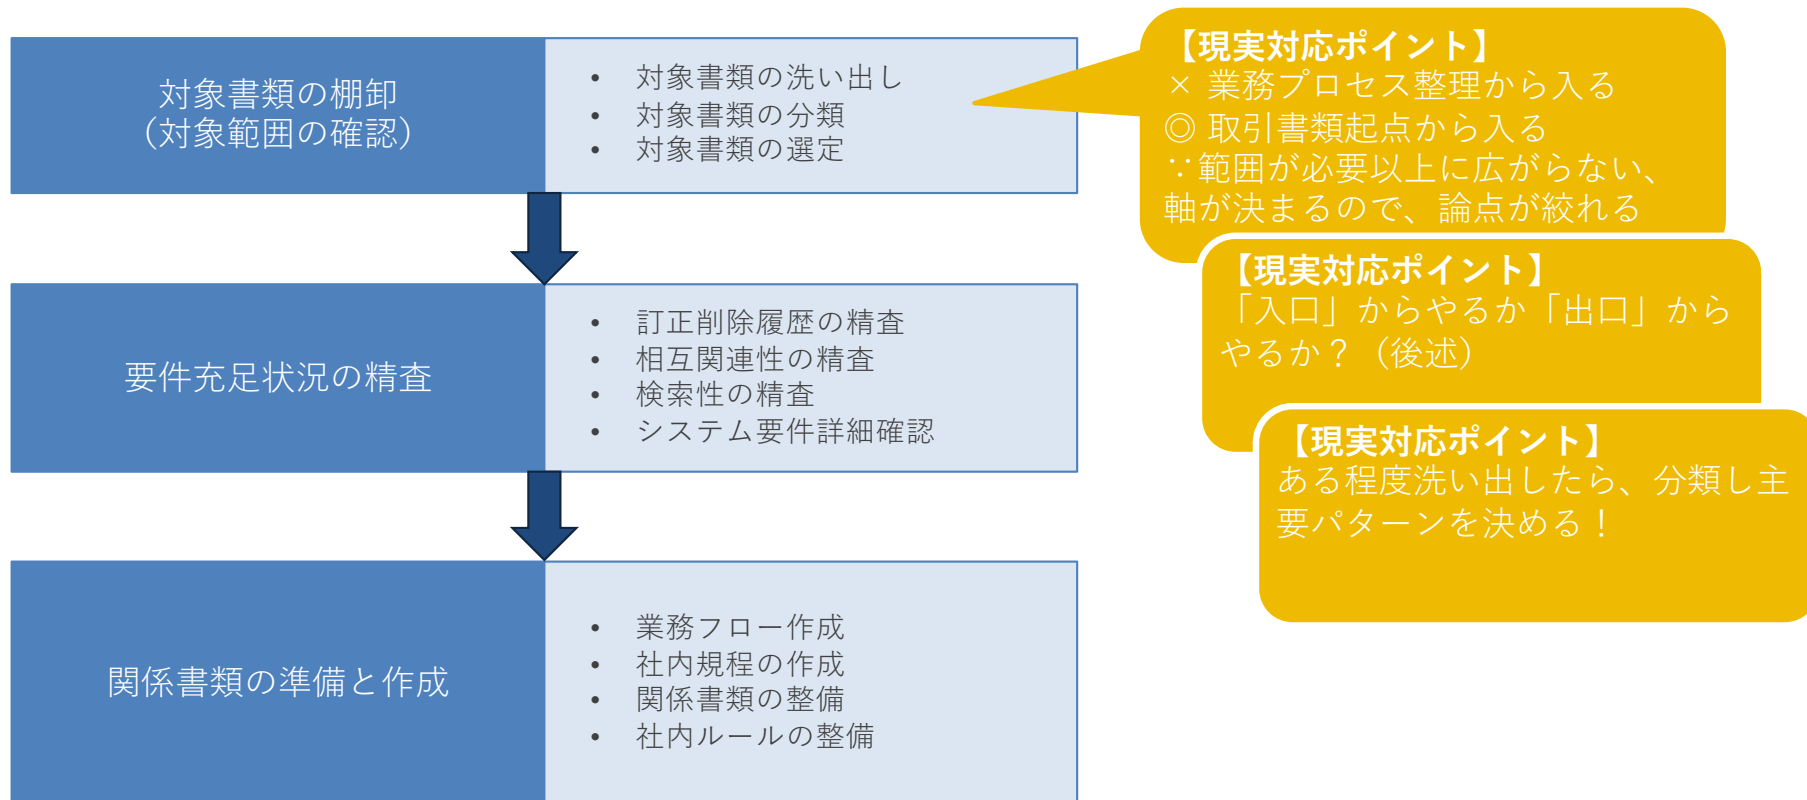 対象書類の棚卸
（対象範囲の確認）
• 対象書類の洗い出し
• 対象書類の分類
• 対象書類の選定
【現実対応ポイント】
× 業務プロセス整理から入る
◎ 取引書類起点から入る
∵範囲が必要以上に広がらない、
軸が決まるので、論点が絞れる
【現実対応ポイント】
「入口」からやるか「出口」から
やるか？（後述）
【現実対応ポイント】
ある程度洗い出したら、分類し主
要パターンを決める！
要件充足状況の精査
• 訂正削除履歴の精査
• 相互関連性の精査
• 検索性の精査
• システム要件詳細確認
関係書類の準備と作成
• 業務フロー作成
• 社内規程の作成
• 関係書類の整備
• 社内ルールの整備